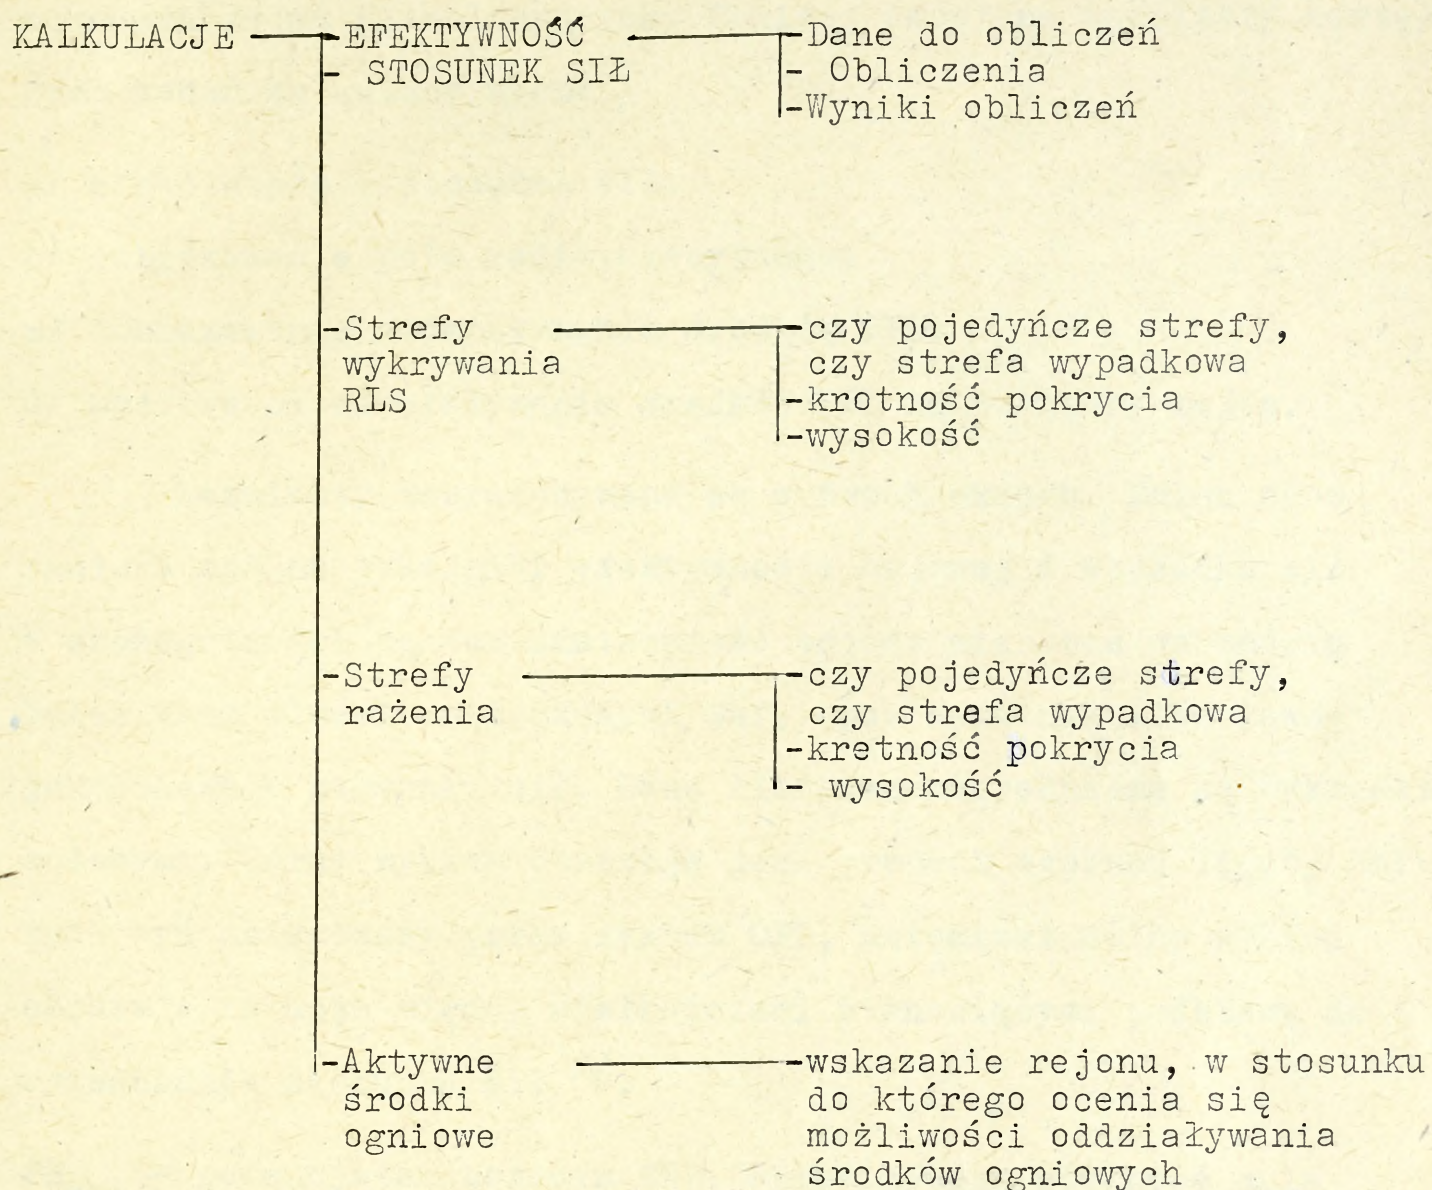 KALKULACJE
-EFEKTYWNOŚĆ
- STOSUNEK SIŁ
-Dane do obliczeń
- Obliczenia
-Wyniki obliczeń
-Strefy
wykrywania
RLS
-czy pojedyńcze strefy,
czy strefa wypadkowa
-krotność pokrycia
-wysokość
-Strefy
rażenia
-czy pojedyńcze strefy,
czy strefa wypadkowa
-kretność pokrycia
- wysokość
-Aktywne
środki
ogniowe
-wskazanie rejonu, w stosunku
do którego ocenia się
możliwości oddziaływania
środków ogniowych